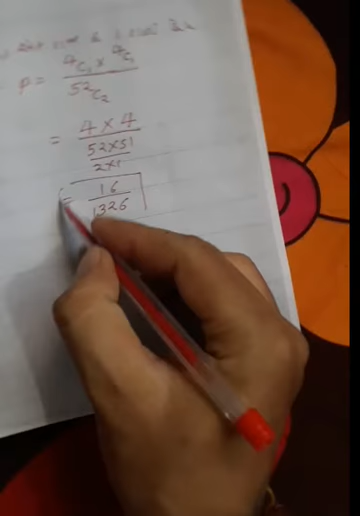 P = ⁴C₁ × ⁴C₁ / ⁵²C₂
= 4 × 4 / (52 × 51 / 2 × 1)
= 16 / 1326